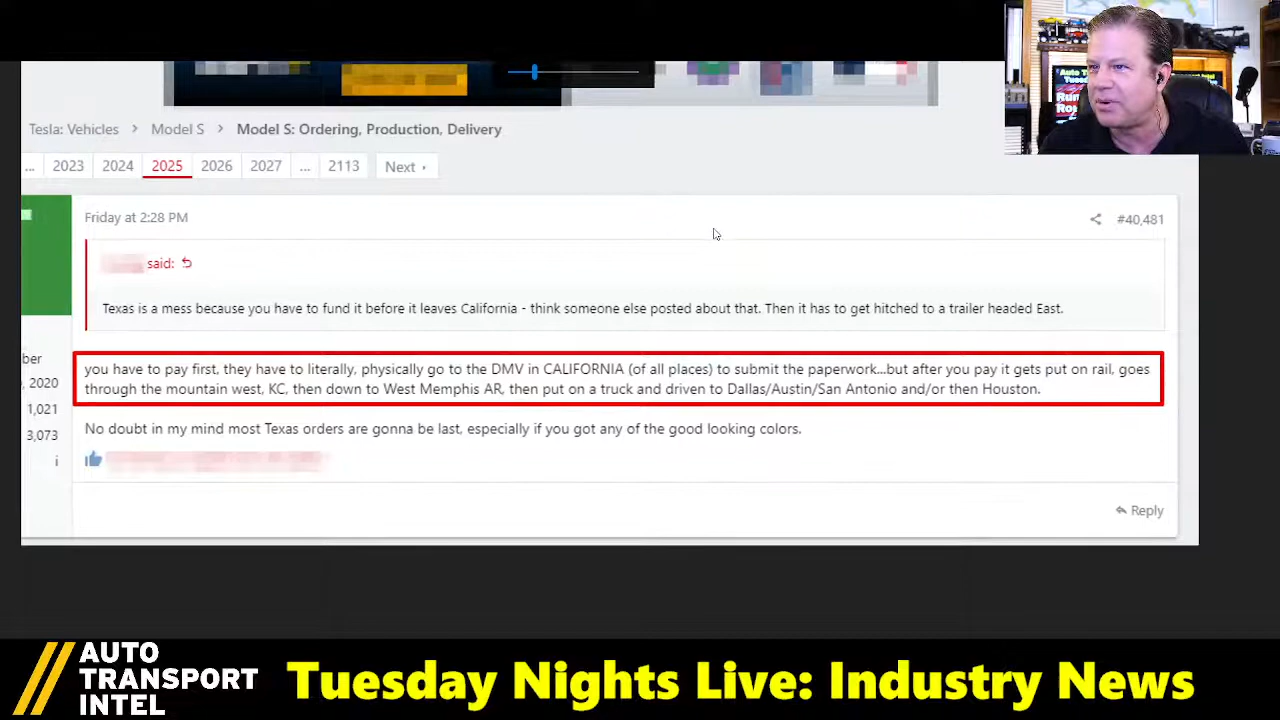 Tesla: Vehicles > Model S > Model S: Ordering, Production, Delivery
... 2023 2024 2025 2026 2027 ... 2113 Next
Friday at 2:28 PM
#40,481
said:
Texas is a mess because you have to fund it before it leaves California - think someone else posted about that. Then it has to get hitched to a trailer headed East.
ber
, 2020
1,021
3,073
i
you have to pay first, they have to literally, physically go to the DMV in CALIFORNIA (of all places) to submit the paperwork...but after you pay it gets put on rail, goes
through the mountain west, KC, then down to West Memphis AR, then put on a truck and driven to Dallas/Austin/San Antonio and/or then Houston.
No doubt in my mind most Texas orders are gonna be last, especially if you got any of the good looking colors.
Reply
AUTO
TRANSPORT
INTEL
Tuesday Nights Live: Industry News